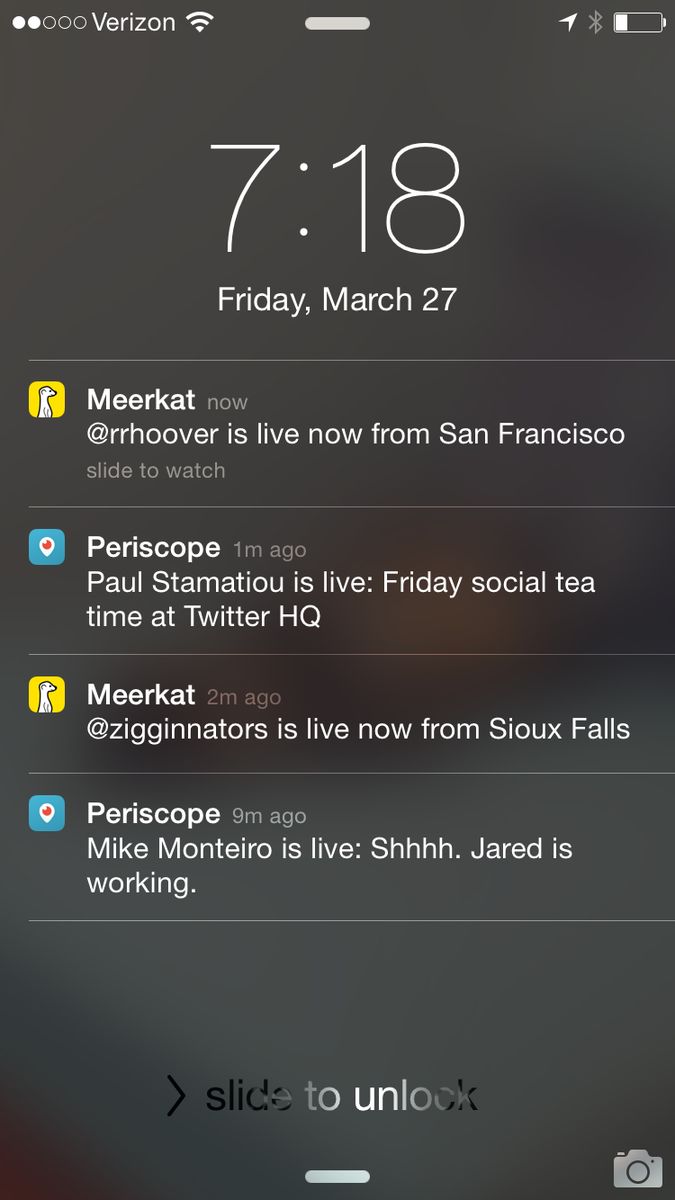 Verizon
7:18
Friday, March 27
Meerkat now
@rrhoover is live now from San Francisco
slide to watch
Periscope 1m ago
Paul Stamatiou is live: Friday social tea
time at Twitter HQ
Meerkat 2m ago
@zigginnators is live now from Sioux Falls
Periscope 9m ago
Mike Monteiro is live: Shhhh. Jared is
working.
slide to unlock